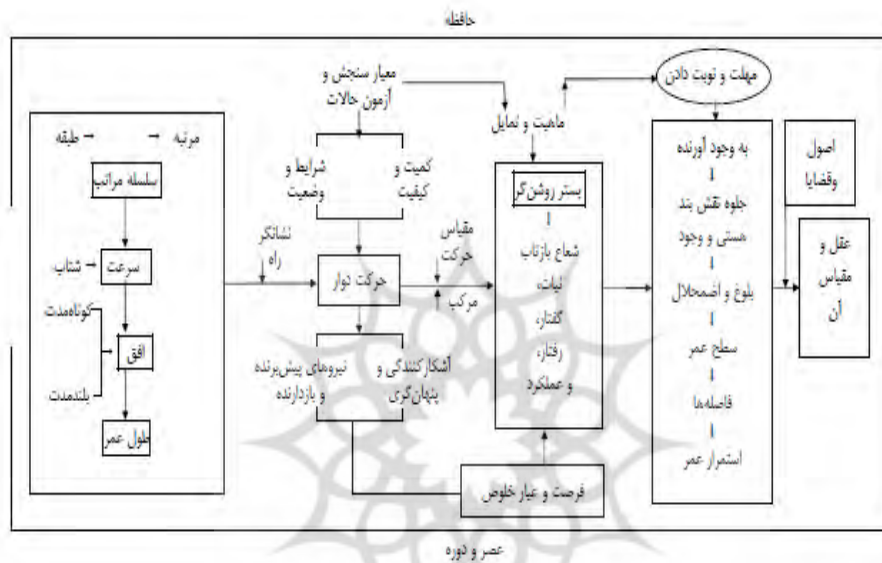 حافظه
مهلت و نوبت دادن
معیار سنجش و
آزمون حالات
ماهیت و تمایل
اصول
وقضایا
به وجود آورنده
جلوه نقش بند
هستی و وجود
بلوغ و اضمحلال
سطح عمر
فاصله‌ها
استمرار عمر
عقل و
مقیاس
آن
بستر روشن‌گر
شعاع بازتاب
نیات،
گفتار،
رفتار،
و عملکرد
کمیت و
کیفیت
شرایط و
وضعیت
مقیاس
حرکت
مرکب
حرکت دوار
نشانگر
راه
آشکارکنندگی و
پنهان‌گری
نیروهای پیش‌برنده
و بازدارنده
فرصت و عیار خلوص
مرتبه → طبقه →
سلسله مراتب
سرعت
شتاب
کوتاه‌مدت
افق
بلندمدت
طول عمر
عصر و دوره